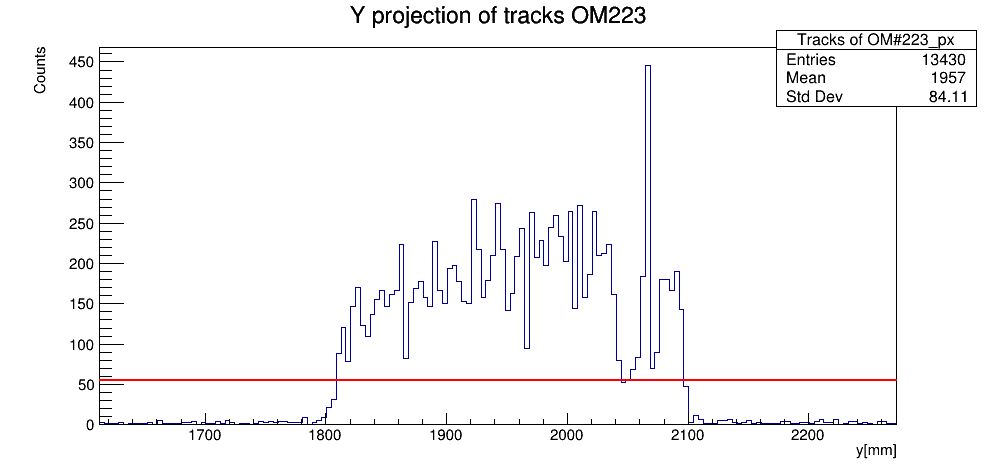 Y projection of tracks OM223
Tracks of OM#223_px
Entries 13430
Mean 1957
Std Dev 84.11
Counts
450
400
350
300
250
200
150
100
50
0
1700 1800 1900 2000 2100 2200
y[mm]